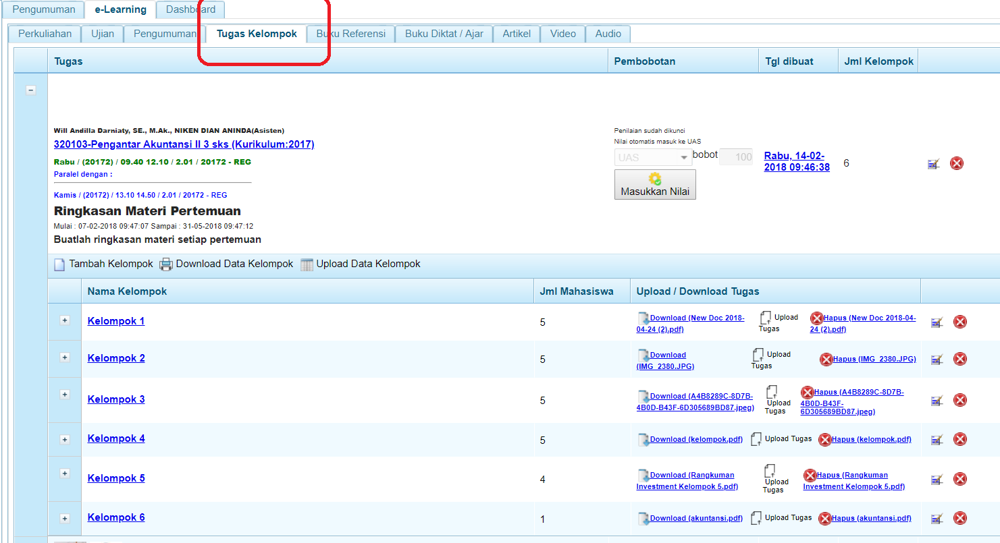 Pengumuman e-Learning Dashboard
Perkuliahan Ujian Pengumuman Tugas Kelompok Buku Referensi Buku Diktat / Ajar Artikel Video Audio
Tugas Pembobotan Tgl dibuat Jml Kelompok
Will Andilla Darniaty, SE., M.Ak., NIKEN DIAN ANINDA(Asisten)
320103-Pengantar Akuntansi II 3 sks (Kurikulum:2017)
Rabu / (20172) / 09.40 12.10 / 2.01 / 20172 - REG
Paralel dengan :
Kamis / (20172) / 13.10 14.50 / 2.01 / 20172 - REG
Ringkasan Materi Pertemuan
Mulai : 07-02-2018 09:47:07 Sampai : 31-05-2018 09:47:12
Buatlah ringkasan materi setiap pertemuan
Penilaian sudah dikunci
Nilai otomatis masuk ke UAS
UAS bobot 100
Masukkan Nilai
Rabu, 14-02-
2018 09:46:38
6
Tambah Kelompok Download Data Kelompok Upload Data Kelompok
Nama Kelompok Jml Mahasiswa Upload / Download Tugas
Kelompok 1 5
Download (New Doc 2018-
04-24 (2).pdf)
Upload
Tugas
Hapus (New Doc 2018-04-
24 (2).pdf)
Kelompok 2 5
Download
(IMG_2380.JPG)
Upload
Tugas
Hapus (IMG_2380.JPG)
Kelompok 3 5
Download (A4B8289C-8D7B-
4B0D-B43F-6D305689BD87.jpeg)
Upload
Tugas
Hapus (A4B8289C-8D7B-
4B0D-B43F-
6D305689BD87.jpeg)
Kelompok 4 5 Download (kelompok.pdf) Upload Tugas Hapus (kelompok.pdf)
Kelompok 5 4
Download (Rangkuman
Investment Kelompok 5.pdf)
Upload
Tugas
Hapus (Rangkuman
Investment Kelompok 5.pdf)
Kelompok 6 1 Download (akuntansi.pdf) Upload Tugas Hapus (akuntansi.pdf)